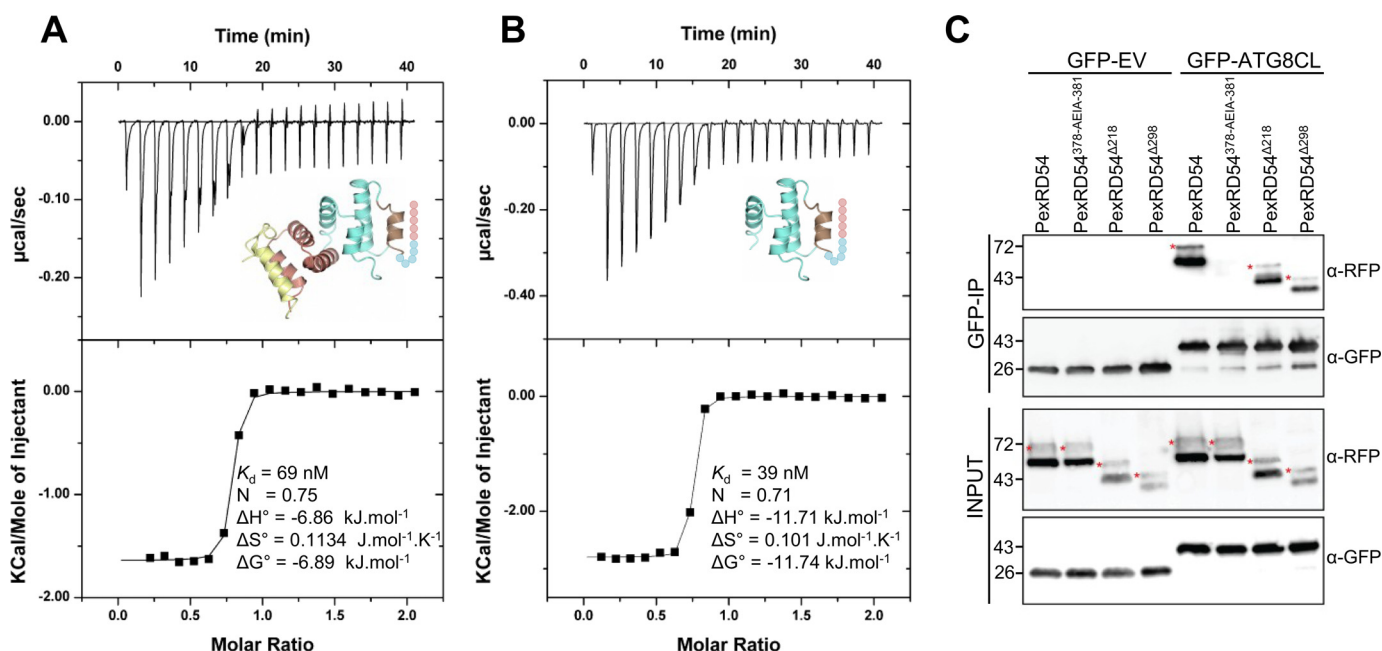 A
Time (min)
0 10 20 30 40
0.00
-0.10
-0.20
µcal/sec
0.00
-1.00
-2.00
KCal/Mole of Injectant
Kd = 69 nM
N = 0.75
ΔH° = -6.86 kJ.mol-1
ΔS° = 0.1134 J.mol-1.K-1
ΔG° = -6.89 kJ.mol-1
0.0 0.5 1.0 1.5 2.0
Molar Ratio
B
Time (min)
0 10 20 30 40
0.00
-0.20
-0.40
µcal/sec
0.00
-2.00
KCal/Mole of Injectant
Kd = 39 nM
N = 0.71
ΔH° = -11.71 kJ.mol-1
ΔS° = 0.101 J.mol-1.K-1
ΔG° = -11.74 kJ.mol-1
0.0 0.5 1.0 1.5 2.0
Molar Ratio
C
GFP-EV GFP-ATG8CL
PexRD54
PexRD54378-AEIA-381
PexRD54Δ218
PexRD54Δ298
PexRD54
PexRD54378-AEIA-381
PexRD54Δ218
PexRD54Δ298
GFP-IP
72
43
* * *
α-RFP
43
26
α-GFP
INPUT
72
43
* * * * * * * *
α-RFP
43
26
α-GFP